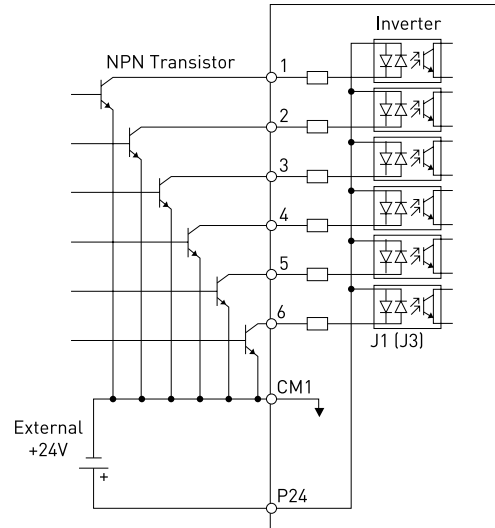 Inverter
NPN Transistor
1
2
3
4
5
6
J1 (J3)
CM1
External
+24V
+
P24